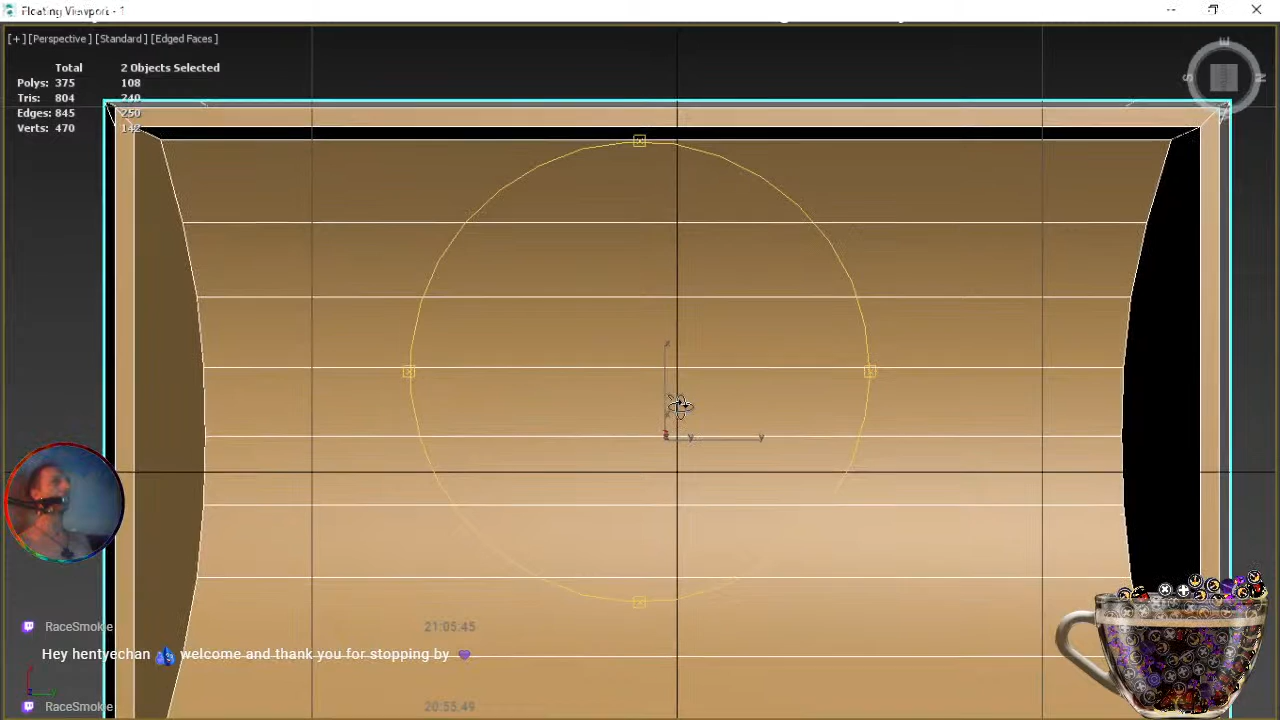 Floating Viewport - 1
[ + ] [Perspective ] [Standard ] [Edged Faces ]
Total 2 Objects Selected
Polys: 375 108
Tris: 804 240
Edges: 845 250
Verts: 470 142
E
S N
x
y y
RaceSmokie 21:05:45
Hey hentyechan welcome and thank you for stopping by
RaceSmokie 20:55:49